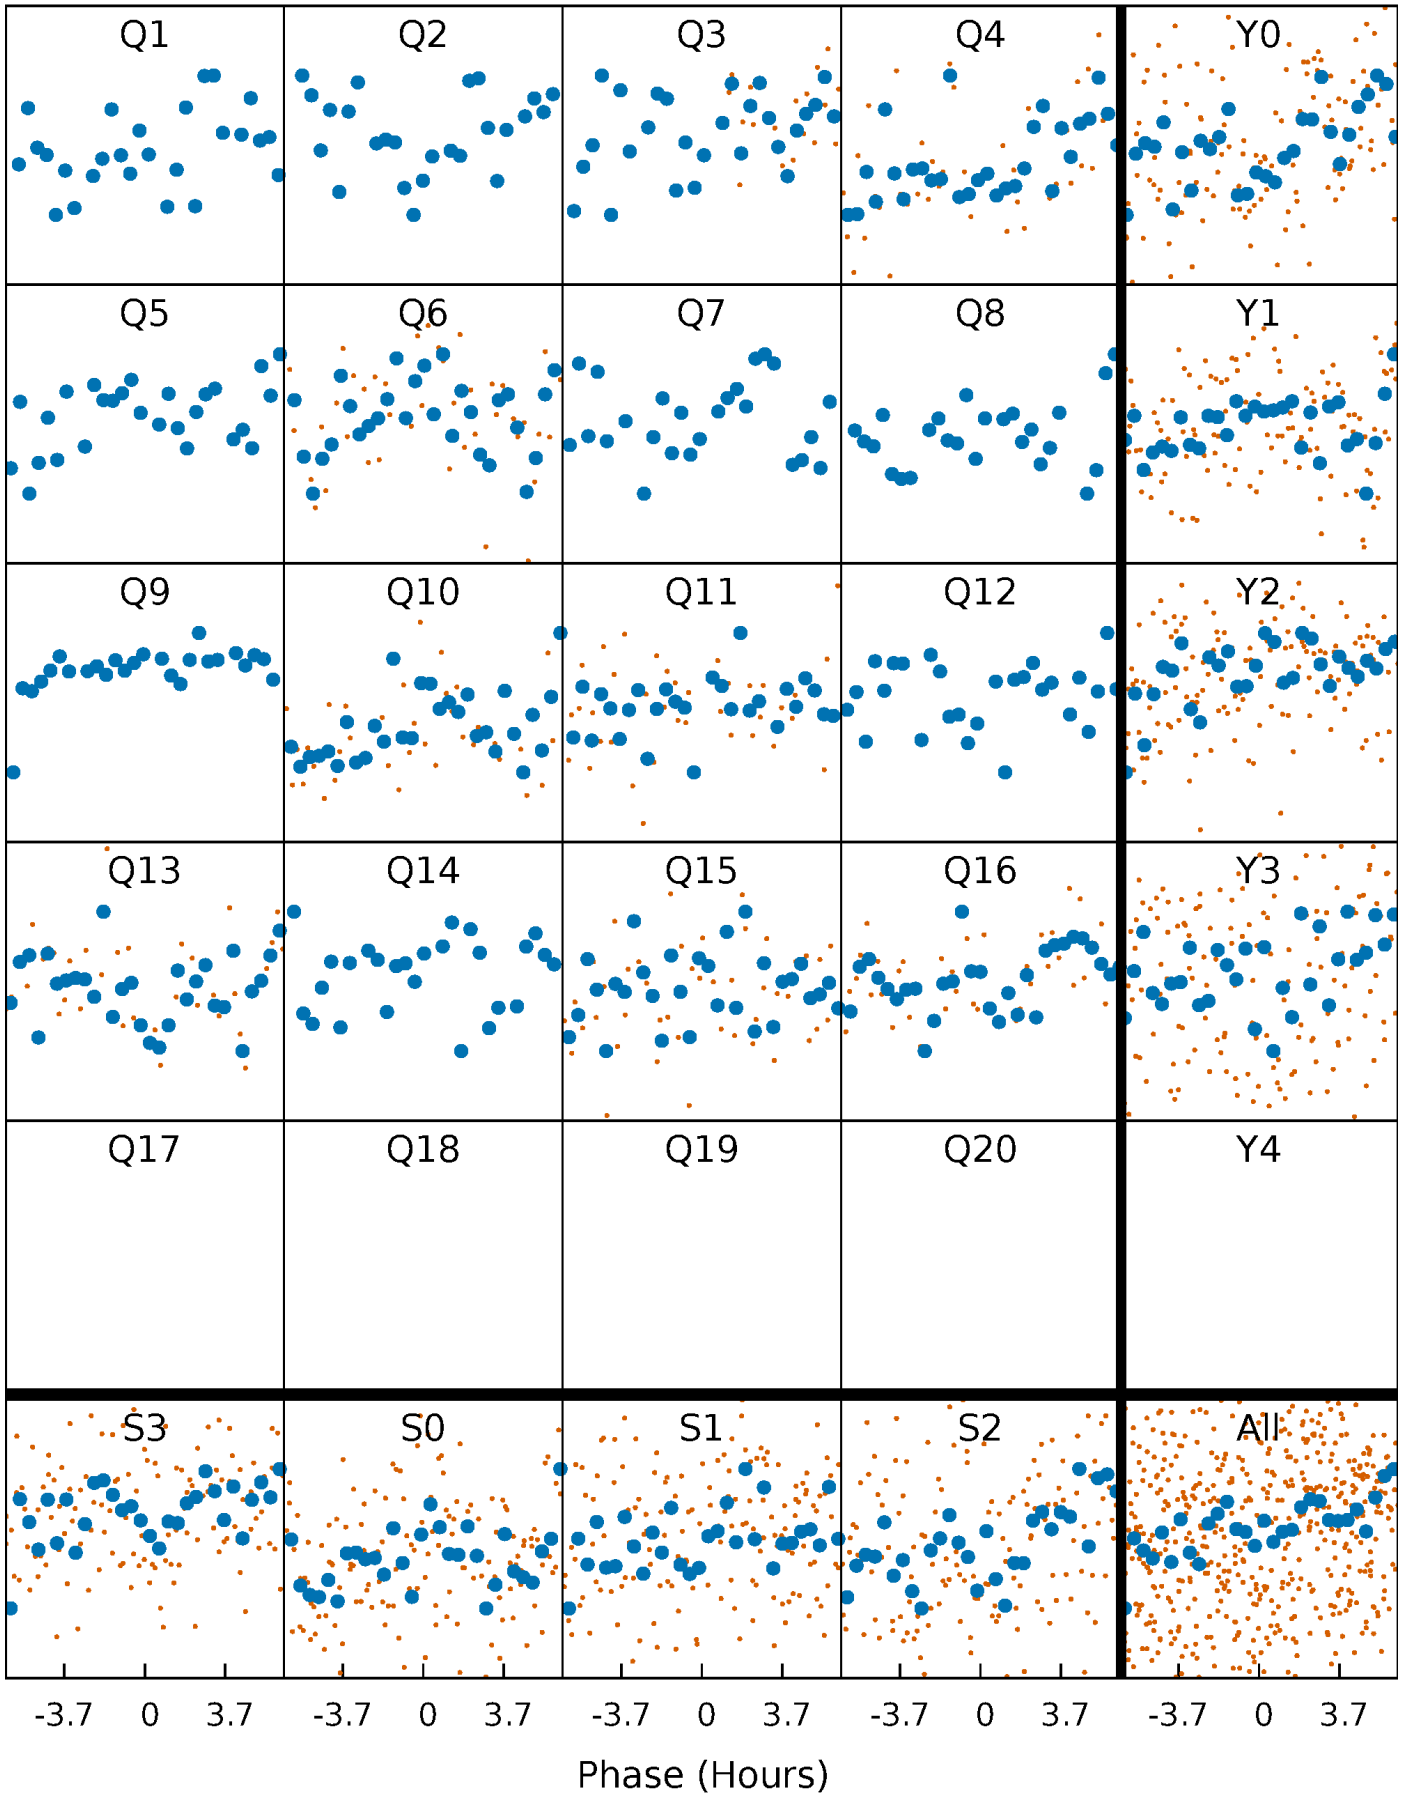 Q1 Q2 Q3 Q4 Y0
Q5 Q6 Q7 Q8 Y1
Q9 Q10 Q11 Q12 Y2
Q13 Q14 Q15 Q16 Y3
Q17 Q18 Q19 Q20 Y4
S3 S0 S1 S2 All
-3.7 0 3.7 -3.7 0 3.7 -3.7 0 3.7 -3.7 0 3.7 -3.7 0 3.7
Phase (Hours)